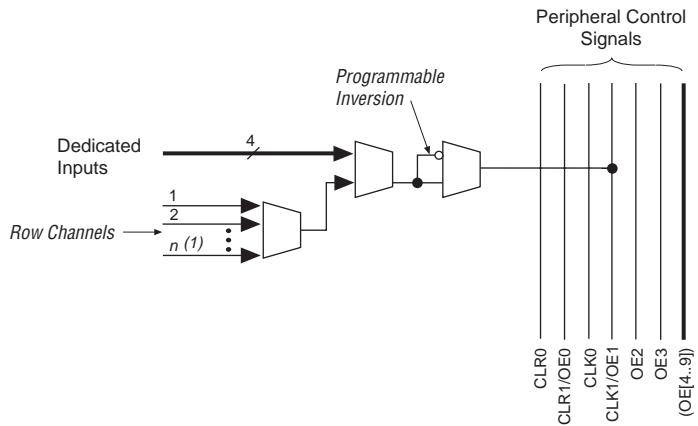 Peripheral Control
Signals
Programmable
Inversion
Dedicated
Inputs
4
1
2
Row Channels
n (1)
CLR0
CLR1/OE0
CLK0
CLK1/OE1
OE2
OE3
(OE[4..9])